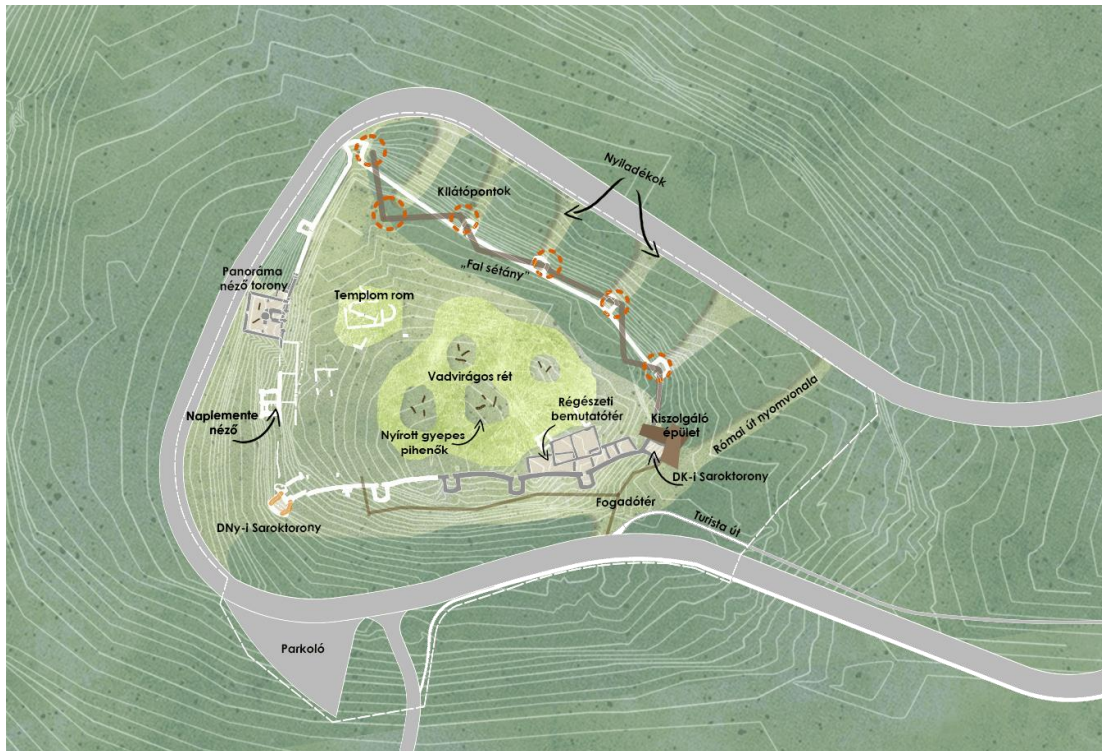 Nyiladékok
Kilátópontok
„Fal sétány"
Panoráma
néző torony
Templom rom
Vadvirágos rét
Régészeti
bemutatótér
Kiszolgáló
épület
Római út nyomvonala
Naplemente
néző
Nyírott gyepes
pihenők
DK-i Saroktorony
Fogadótér
DNy-i Saroktorony
Turista út
Parkoló